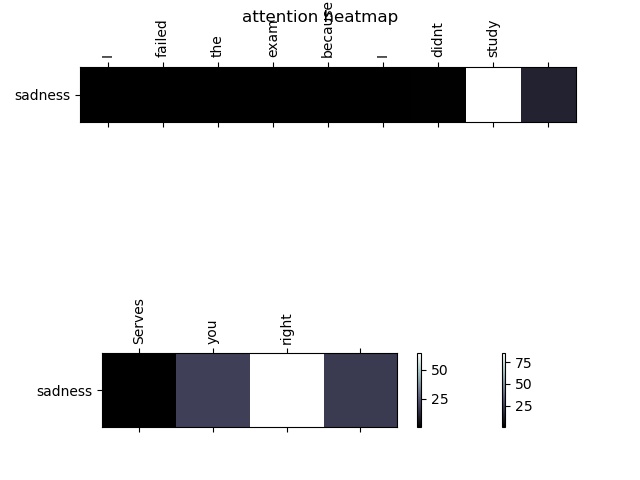 attention heatmap
I failed the exam because I didnt study
sadness
Serves you right
sadness
50 75
25 50
25